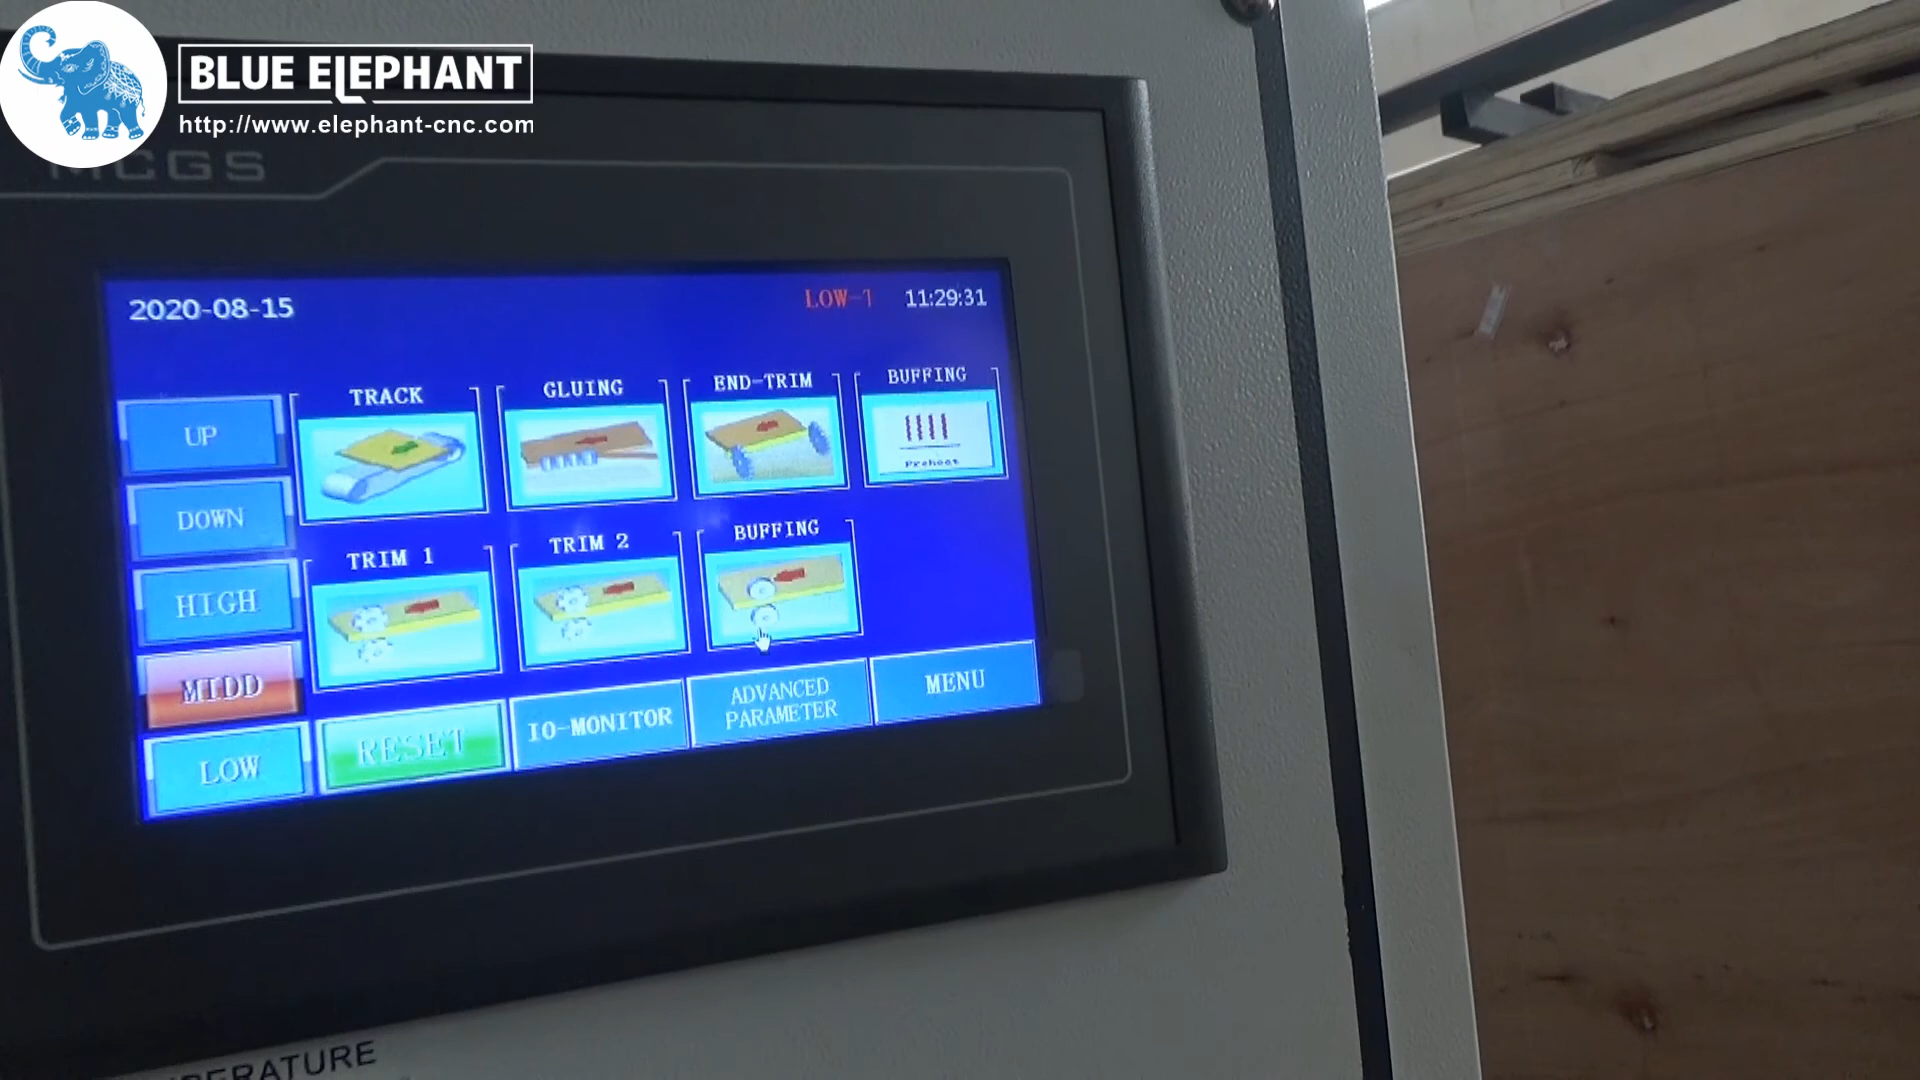 BLUE ELEPHANT
http://www.elephant-cnc.com
MCGS
2020-08-15
LOW-1
11:29:31
UP
DOWN
HIGH
MIDD
LOW
TRACK
GLUING
END-TRIM
BUFFING
Preheat
TRIM 1
TRIM 2
BUFFING
RESET
IO-MONITOR
ADVANCED
PARAMETER
MENU